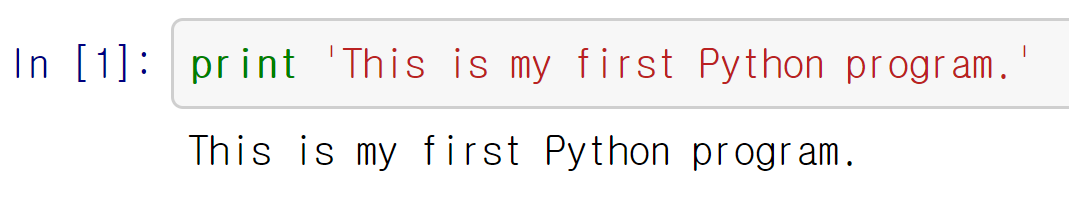 In [1]: print 'This is my first Python program.'
This is my first Python program.